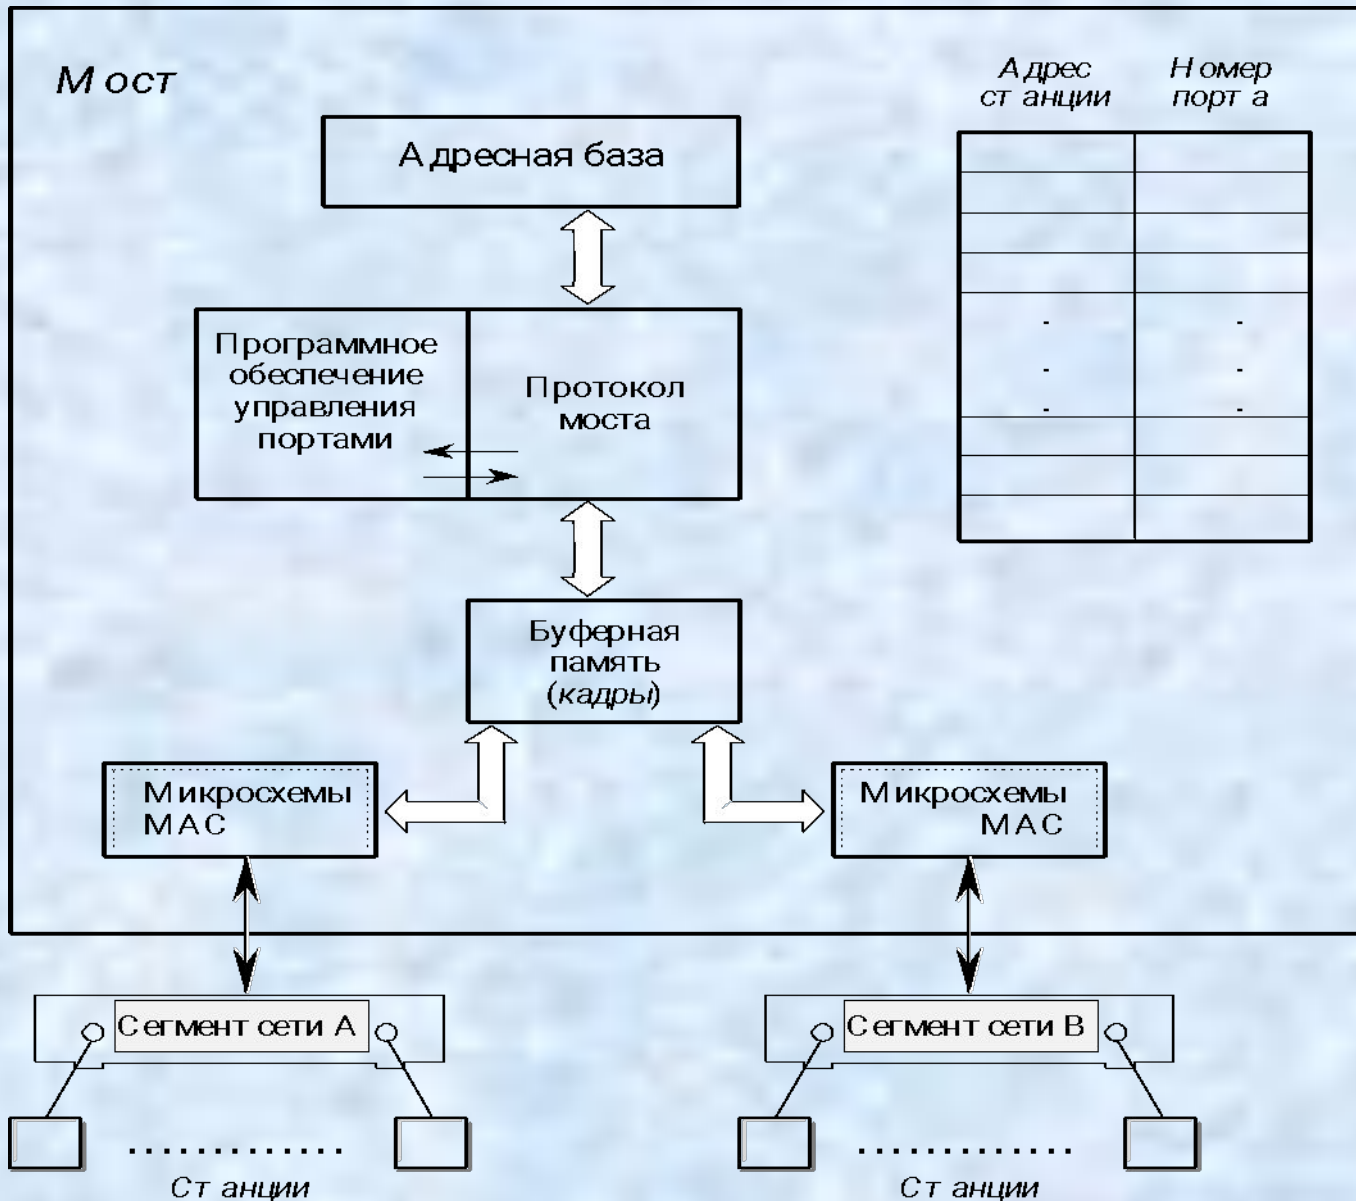 Мост
Адрес
станции
Номер
порта
Адресная база
Программное
обеспечение
управления
портами
Протокол
моста
Буферная
память
(кадры)
Микросхемы
МАС
Микросхемы
МАС
Сегмент сети А
Сегмент сети В
Станции
Станции